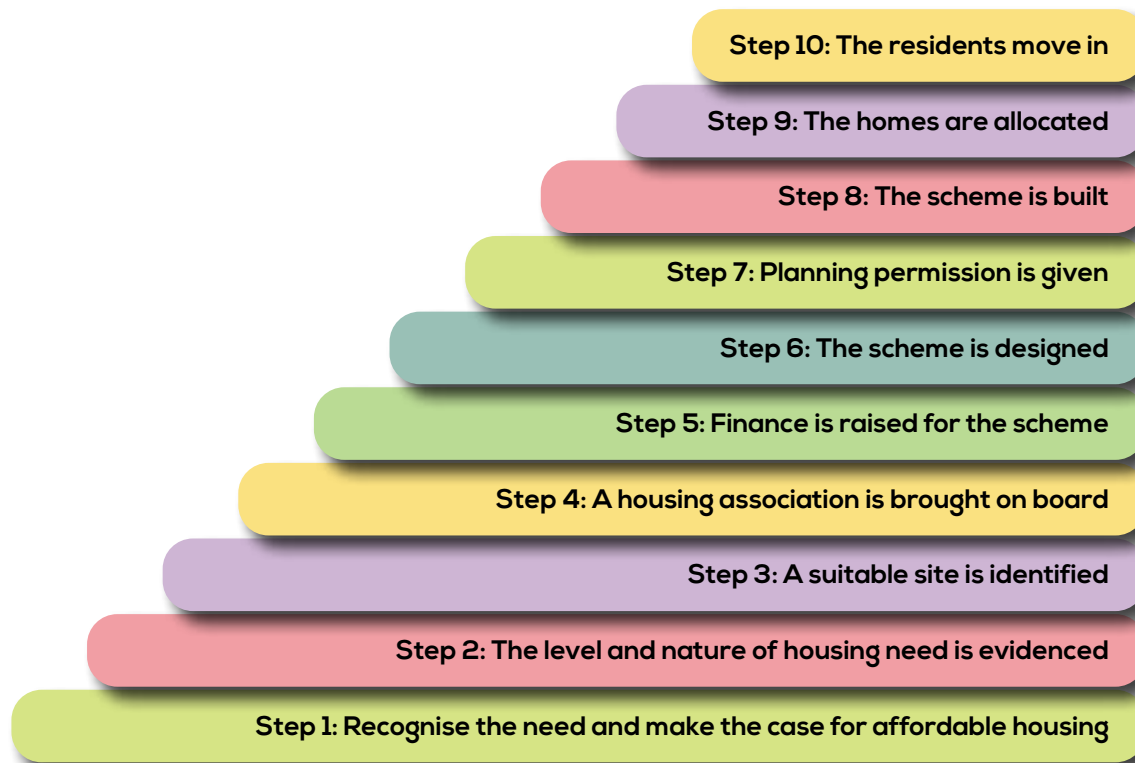 Step 10: The residents move in
Step 9: The homes are allocated
Step 8: The scheme is built
Step 7: Planning permission is given
Step 6: The scheme is designed
Step 5: Finance is raised for the scheme
Step 4: A housing association is brought on board
Step 3: A suitable site is identified
Step 2: The level and nature of housing need is evidenced
Step 1: Recognise the need and make the case for affordable housing